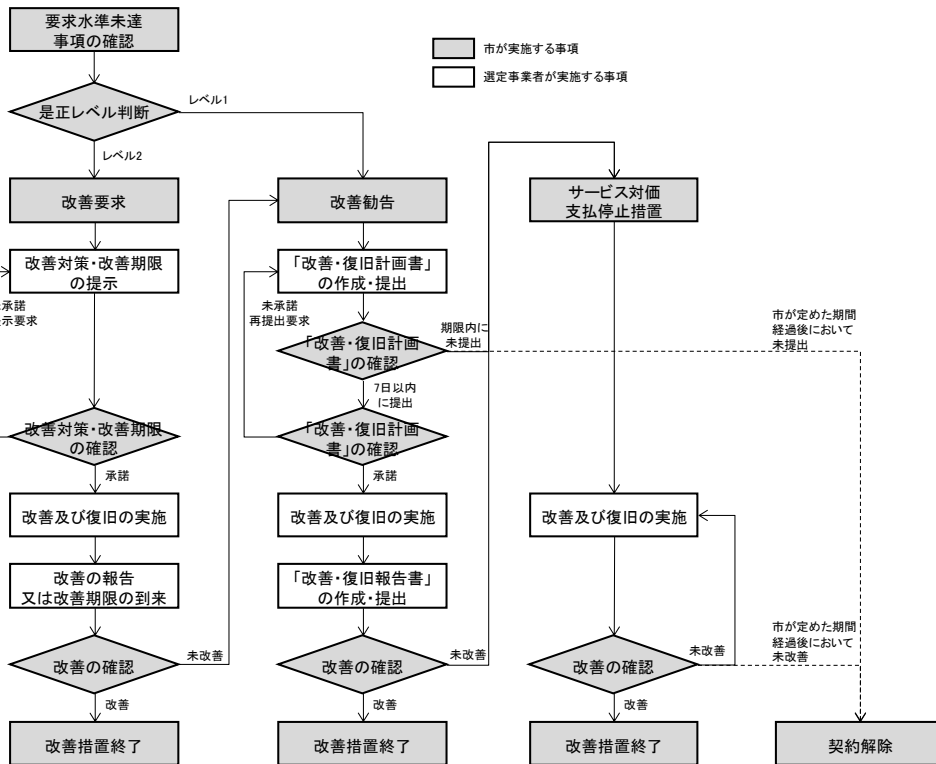 要求水準未達
事項の確認
市が実施する事項
選定事業者が実施する事項
是正レベル判断
レベル1
レベル2
改善要求
改善勧告
サービス対価
支払停止措置
改善対策・改善期限
の提示
「改善・復旧計画書」
の作成・提出
承諾
示要求
未承諾
再提出要求
期限内に
未提出
市が定めた期間
経過後において
未提出
「改善・復旧計画
書」の確認
7日以内
に提出
改善対策・改善期限
の確認
「改善・復旧計画
書」の確認
承諾
承諾
改善及び復旧の実施
改善及び復旧の実施
改善及び復旧の実施
改善の報告
又は改善期限の到来
「改善・復旧報告書」
の作成・提出
市が定めた期間
経過後において
未改善
改善の確認
未改善
改善の確認
未改善
改善の確認
未改善
改善
改善
改善
改善措置終了
改善措置終了
改善措置終了
契約解除